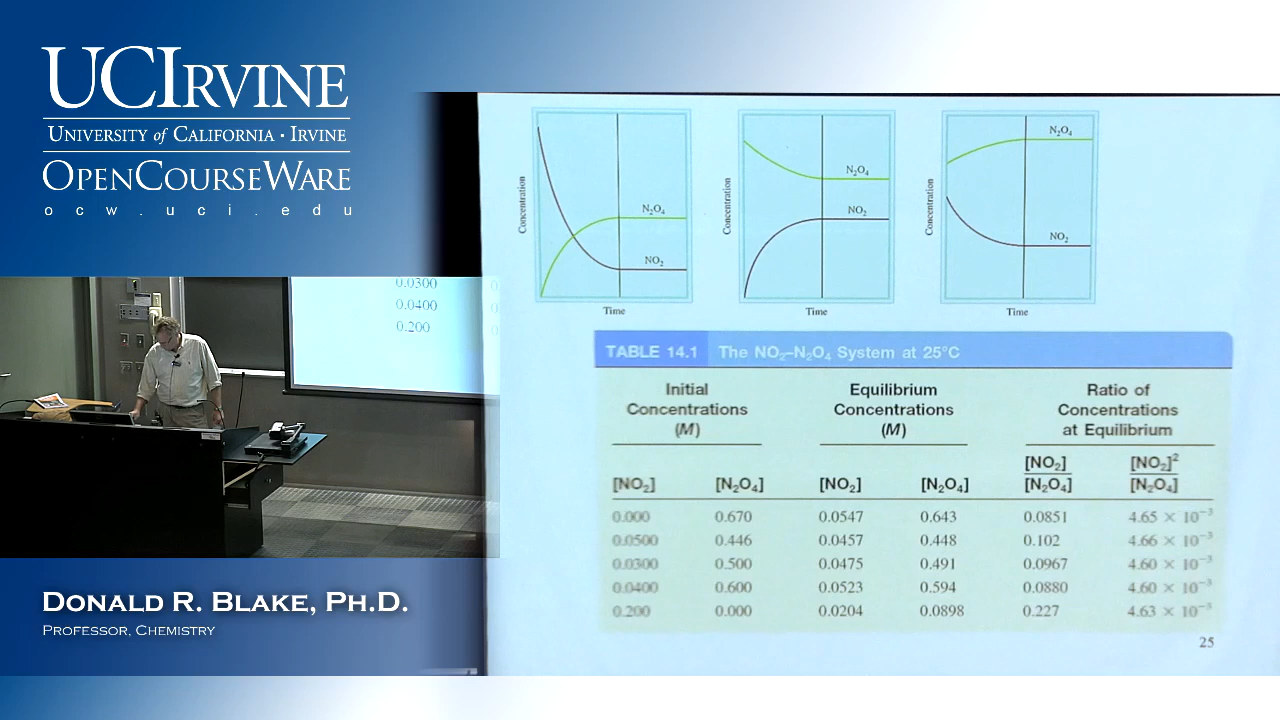 UCIRVINE
UNIVERSITY of CALIFORNIA · IRVINE
OPENCOURSEWARE
ocw.uci.edu
0.0300
0.0400
0.200
DONALD R. BLAKE, PH.D.
PROFESSOR, CHEMISTRY
Concentration
N₂O₄
NO₂
Time
Concentration
N₂O₄
NO₂
Time
Concentration
N₂O₄
NO₂
Time
TABLE 14.1 The NO₂–N₂O₄ System at 25°C
Initial Concentrations (M) Equilibrium Concentrations (M) Ratio of Concentrations at Equilibrium
[NO₂] [N₂O₄] [NO₂] [N₂O₄] [NO₂]/[N₂O₄] [NO₂]²/[N₂O₄]
0.000 0.670 0.0547 0.643 0.0851 4.65 × 10⁻³
0.0500 0.446 0.0457 0.448 0.102 4.66 × 10⁻³
0.0300 0.500 0.0475 0.491 0.0967 4.60 × 10⁻³
0.0400 0.600 0.0523 0.594 0.0880 4.60 × 10⁻³
0.200 0.000 0.0204 0.0898 0.227 4.63 × 10⁻³
25